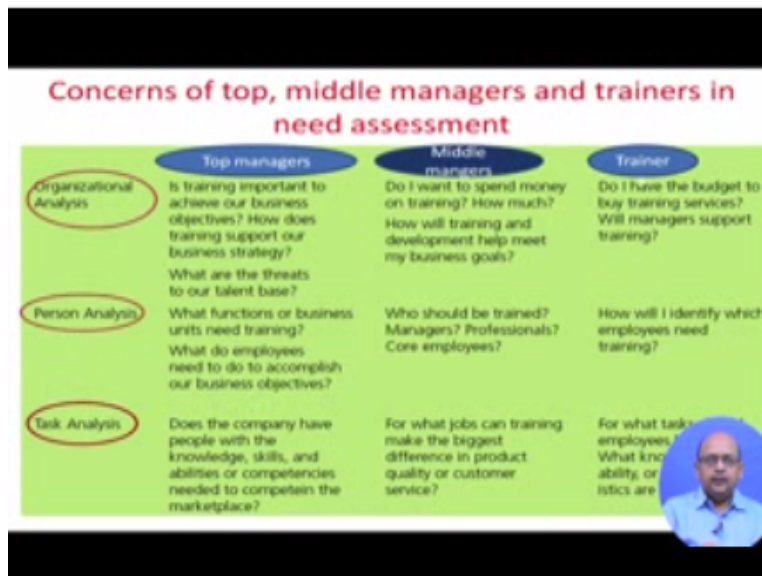 Concerns of top, middle managers and trainers in
need assessment
Top managers
Middle
mangers
Trainer
Organizational
Analysis
Is training important to
achieve our business
objectives? How does
training support our
business strategy?
What are the threats
to our talent base?
Do I want to spend money
on training? How much?
How will training and
development help meet
my business goals?
Do I have the budget to
buy training services?
Will managers support
training?
Person Analysis
What functions or business
units need training?
What do employees
need to do to accomplish
our business objectives?
Who should be trained?
Managers? Professionals?
Core employees?
How will I identify which
employees need
training?
Task Analysis
Does the company have
people with the
knowledge, skills, and
abilities or competencies
needed to competein the
marketplace?
For what jobs can training
make the biggest
difference in product
quality or customer
service?
For what tasks
employees
What
ability, or
istics are